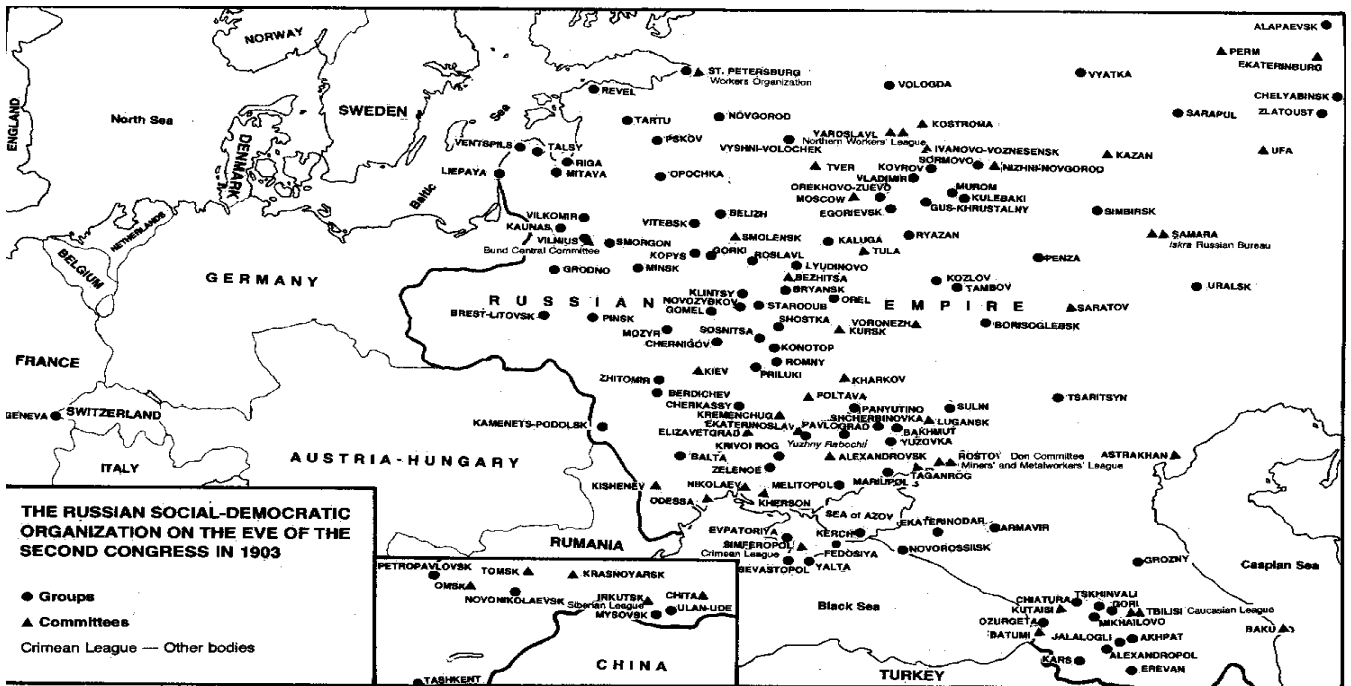 ALAPAEVSK
NORWAY
PERM
EKATERINBURG
ST. PETERSBURG
Workers Organization
VYATKA
VOLOGDA
REVEL
CHELYABINSK
SWEDEN
Sea
North Sea
ENGLAND
DENMARK
TARTU
NOVGOROD
SARAPUL
ZLATOUST
KOSTROMA
YAROSLAVL
Northern Workers' League
PSKOV
VYSHNI-VOLOCHEK
VENTSPILS
TALSY
IVANOVO-VOZNESENSK
KAZAN
UFA
RIGA
SORMOVO
TVER
KOVROV
NIZHNI-NOVGOROD
LIEPAYA
MITAVA
OPOCHKA
VLADIMIR
Baltic
OREKHOVO-ZUEVO
MUROM
MOSCOW
KULEBAKI
EGORIEVSK
GUS-KHRUSTALNY
SIMBIRSK
VILKOMIR
BELIZH
KAUNAS
VITEBSK
NETHERLANDS
VILNIUS
SMORGON
SMOLENSK
KALUGA
RYAZAN
SAMARA
Bund Central Committee
Iskra Russian Bureau
BELGIUM
KOPYS
GORKI
ROSLAVL
TULA
PENZA
GRODNO
MINSK
LYUDINOVO
GERMANY
BEZHITSA
KOZLOV
KLINTSY
BRYANSK
TAMBOV
URALSK
RUSSIAN
NOVOZYBKOV
STARODUB
OREL
EMPIRE
SARATOV
GOMEL
BREST-LITOVSK
PINSK
SHOSTKA
VORONEZH
BORISOGLEBSK
MOZYR
SOSNITSA
KURSK
CHERNIGOV
KONOTOP
FRANCE
ROMNY
PRILUKI
KIEV
ZHITOMIR
KHARKOV
BERDICHEV
POLTAVA
TSARITSYN
CHERKASSY
PANYUTINO
SULIN
GENEVA
SWITZERLAND
KREMENCHUG
SHCHERBINOVKA
LUGANSK
KAMENETS-PODOLSK
EKATERINOSLAV
PAVLOGRAD
BAKHMUT
ELIZAVETGRAD
Yuzhny Rabochii
YUZOVKA
KRIVOI ROG
ITALY
AUSTRIA-HUNGARY
BALTA
ALEXANDROVSK
ROSTOV
Don Committee
ASTRAKHAN
ZELENOE
Miners' and Metalworkers' League
TAGANROG
KISHENEV
NIKOLAEV
MELITOPOL
MARIUPOL
ODESSA
KHERSON
THE RUSSIAN SOCIAL-DEMOCRATIC
ORGANIZATION ON THE EVE OF THE
SECOND CONGRESS IN 1903
SEA of AZOV
EVPATORIYA
KERCH
EKATERINODAR
ARMAVIR
RUMANIA
SIMFEROPOL
Crimean League
FEDOSIYA
NOVOROSSIISK
SEVASTOPOL
YALTA
GROZNY
Caspian Sea
PETROPAVLOVSK
TOMSK
KRASNOYARSK
OMSK
NOVONIKOLAEVSK
IRKUTSK
CHITA
Siberian League
ULAN-UDE
MYSOVSK
Groups
Committees
Crimean League — Other bodies
CHINA
TASHKENT
Black Sea
TSKHINVALI
CHIATURA
GORI
KUTAISI
TBILISI
Caucasian League
OZURGETA
MIKHAILOVO
BATUMI
BAKU
JALALOGLI
AKHPAT
ALEXANDROPOL
KARS
EREVAN
TURKEY